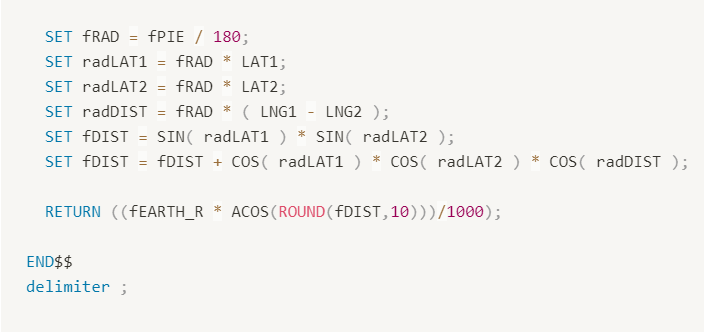 SET fRAD = fPIE / 180;
SET radLAT1 = fRAD * LAT1;
SET radLAT2 = fRAD * LAT2;
SET radDIST = fRAD * ( LNG1 - LNG2 );
SET fDIST = SIN( radLAT1 ) * SIN( radLAT2 );
SET fDIST = fDIST + COS( radLAT1 ) * COS( radLAT2 ) * COS( radDIST );
RETURN ((fEARTH_R * ACOS(ROUND(fDIST,10)))/1000);
END$$
delimiter ;